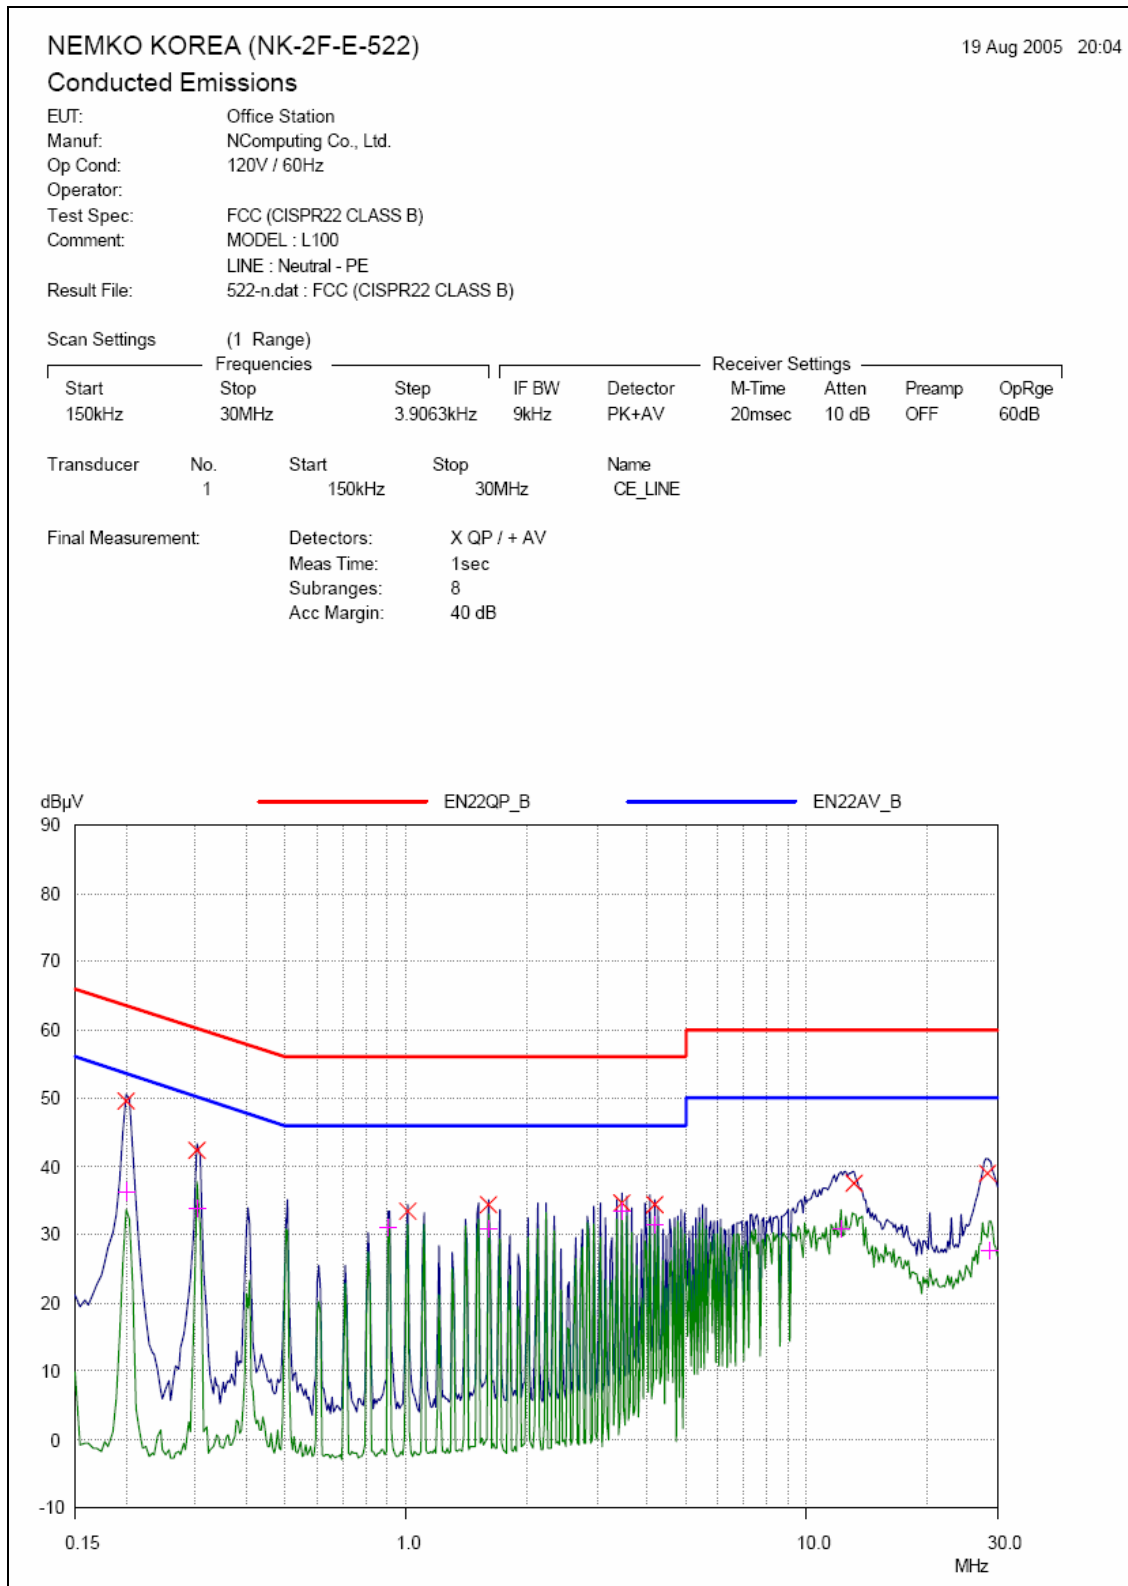 NEMKO KOREA (NK-2F-E-522) 19 Aug 2005 20:04
Conducted Emissions
EUT: Office Station
Manuf: NComputing Co., Ltd.
Op Cond: 120V / 60Hz
Operator:
Test Spec: FCC (CISPR22 CLASS B)
Comment: MODEL : L100
LINE : Neutral - PE
Result File: 522-n.dat : FCC (CISPR22 CLASS B)
Scan Settings (1 Range)
Frequencies Receiver Settings
Start Stop Step IF BW Detector M-Time Atten Preamp OpRge
150kHz 30MHz 3.9063kHz 9kHz PK+AV 20msec 10 dB OFF 60dB
Transducer No. Start Stop Name
1 150kHz 30MHz CE_LINE
Final Measurement: Detectors: X QP / + AV
Meas Time: 1sec
Subranges: 8
Acc Margin: 40 dB
dBµV EN22QP_B EN22AV_B
90
80
70
60
50
40
30
20
10
0
-10
0.15 1.0 10.0 30.0
MHz